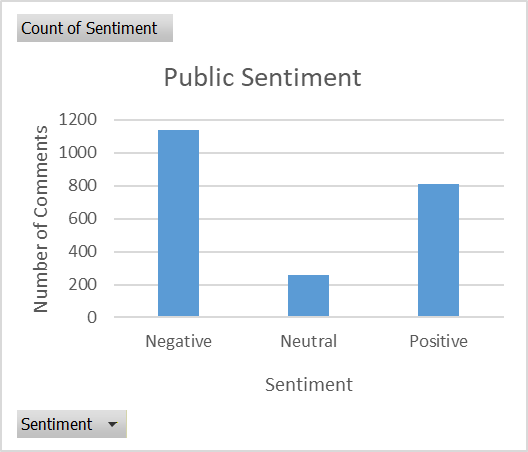 Count of Sentiment
Public Sentiment
Number of Comments
1200
1000
800
600
400
200
0
Negative Neutral Positive
Sentiment
Sentiment